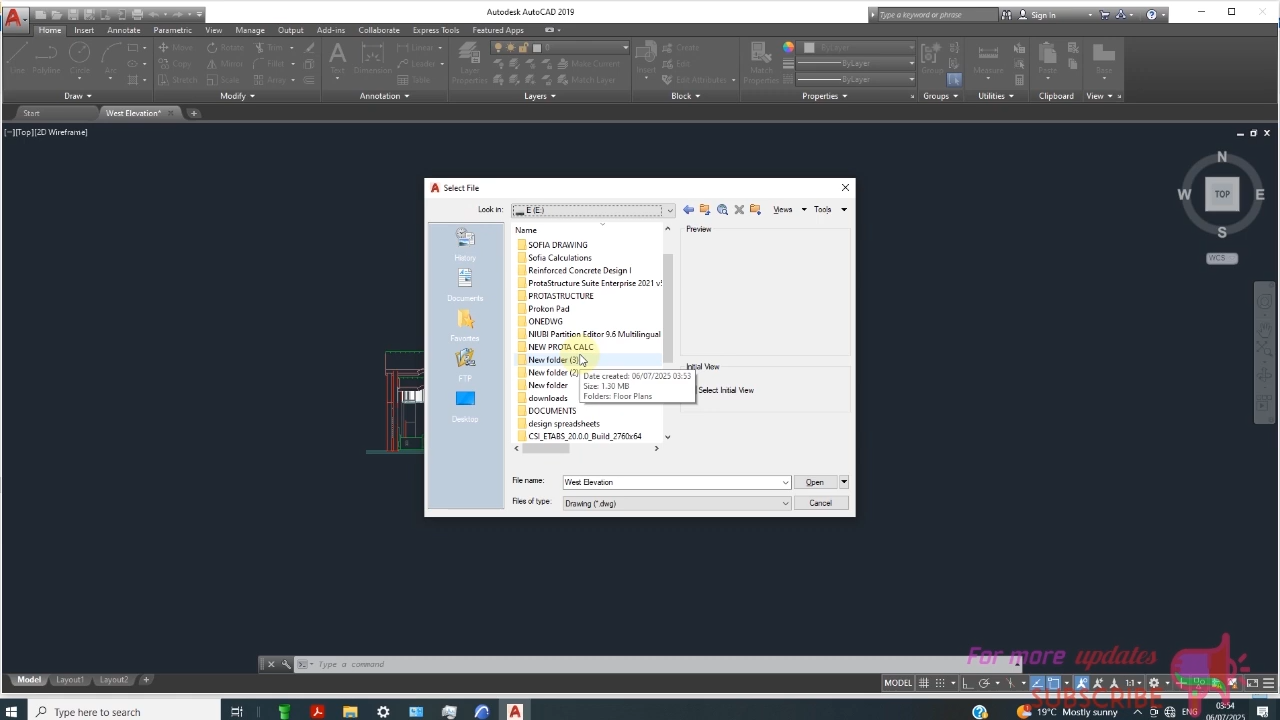 Autodesk AutoCAD 2019
Type a keyword or phrase
Sign In
Home Insert Annotate Parametric View Manage Output Add-ins Collaborate Express Tools Featured Apps
Line Polyline Circle Arc
Move Rotate Trim
Copy Mirror Fillet
Stretch Scale Array
Text Dimension
Linear
Leader
Table
Layer
Properties
0
Make Current
Match Layer
Insert
Create
Edit
Edit Attributes
Match
Properties
ByLayer
ByLayer
ByLayer
Group
Measure
Paste
Base
Draw Modify Annotation Layers Block Properties Groups Utilities Clipboard View
Start West Elevation*
[−][Top][2D Wireframe]
N
W TOP E
S
WCS
Select File
Look in: E (E:)
Views Tools
Name
Preview
History
Documents
Favorites
FTP
Desktop
SOFIA DRAWING
Sofia Calculations
Reinforced Concrete Design I
ProtaStructure Suite Enterprise 2021 v5
PROTASTRUCTURE
Prokon Pad
ONEDWG
NIUBI Partition Editor 9.6 Multilingual
NEW PROTA CALC
New folder (3)
New folder (2)
New folder
downloads
DOCUMENTS
design spreadsheets
CSI_ETABS_20.0.0_Build_2760x64
Date created: 06/07/2025 03:53
Size: 1.30 MB
Folders: Floor Plans
Initial View
Select Initial View
File name: West Elevation Open
Files of type: Drawing (*.dwg) Cancel
Type a command
For more updates
SUBSCRIBE
Model Layout1 Layout2 +
MODEL
1:1
Type here to search
19°C Mostly sunny
ENG
03:54
06/07/2025